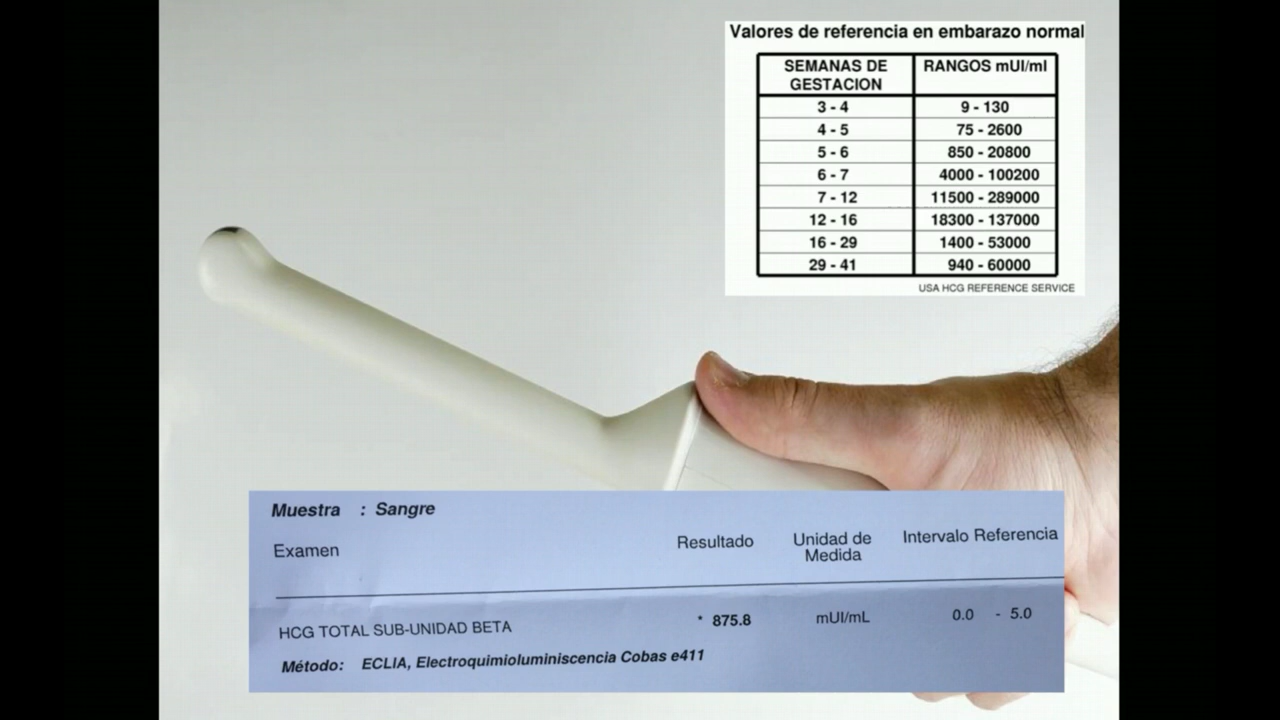 Valores de referencia en embarazo normal
SEMANAS DE GESTACION RANGOS mUI/ml
3 - 4 9 - 130
4 - 5 75 - 2600
5 - 6 850 - 20800
6 - 7 4000 - 100200
7 - 12 11500 - 289000
12 - 16 18300 - 137000
16 - 29 1400 - 53000
29 - 41 940 - 60000
USA HCG REFERENCE SERVICE
Muestra : Sangre
Examen Resultado Unidad de Medida Intervalo Referencia
HCG TOTAL SUB-UNIDAD BETA * 875.8 mUI/mL 0.0 - 5.0
Método: ECLIA, Electroquimioluminiscencia Cobas e411